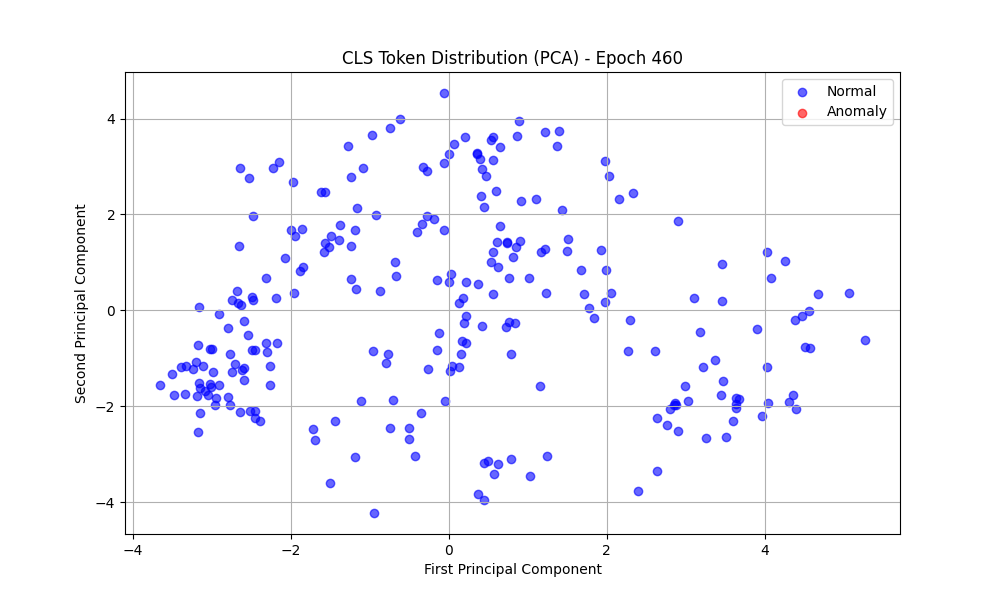 CLS Token Distribution (PCA) - Epoch 460
Normal
Anomaly
Second Principal Component
4
2
0
−2
−4
−4
−2
0
2
4
First Principal Component